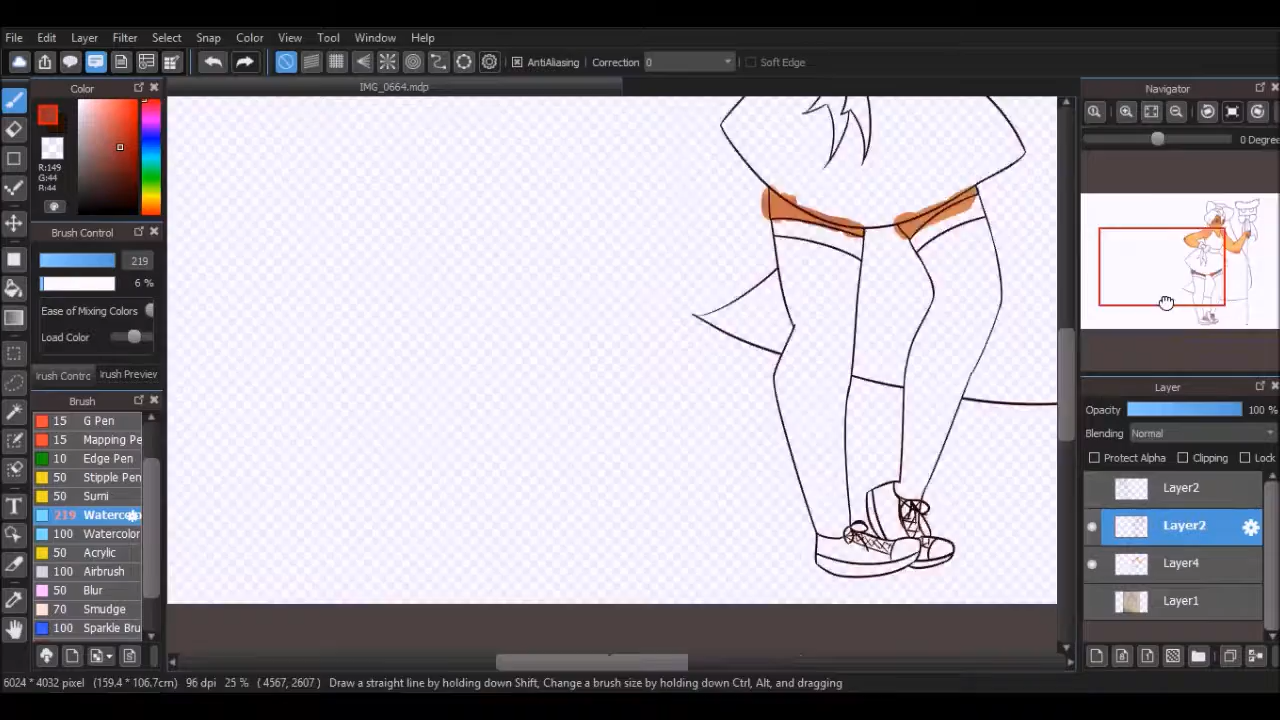 File Edit Layer Filter Select Snap Color View Tool Window Help
AntiAliasing Correction 0 Soft Edge
Color
IMG_0664.mdp
Navigator
0 Degree
R:149
G:44
R:44
Brush Control
219
6 %
Ease of Mixing Colors
Load Color
rush Contrc rush Preview
Brush
15 G Pen
15 Mapping Pe
10 Edge Pen
50 Stipple Pen
50 Sumi
219 Waterco
100 Watercolor
50 Acrylic
100 Airbrush
50 Blur
70 Smudge
100 Sparkle Bru
Layer
Opacity 100 %
Blending Normal
Protect Alpha Clipping Lock
Layer2
Layer2
Layer4
Layer1
6024 * 4032 pixel (159.4 * 106.7cm) 96 dpi 25 % ( 4567, 2607 ) Draw a straight line by holding down Shift, Change a brush size by holding down Ctrl, Alt, and dragging